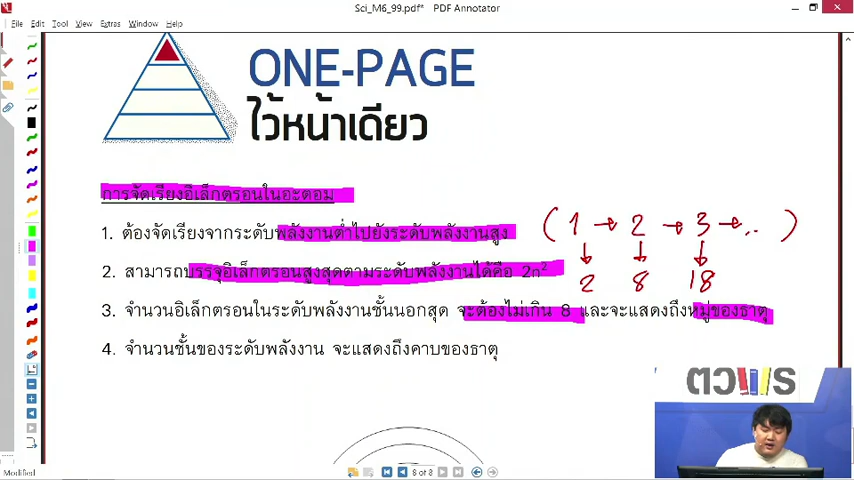 Sci_M6_99.pdf* - PDF Annotator
File Edit Tool View Extras Window Help
ONE-PAGE
ไว้หน้าเดียว
การจัดเรียงอิเล็กตรอนในอะตอม
1. ต้องจัดเรียงจากระดับพลังงานต่ำไปยังระดับพลังงานสูง
(1 → 2 → 3 → ... )
2. สามารถบรรจุอิเล็กตรอนสูงสุดตามระดับพลังงานได้คือ 2n²
2 8 18
3. จำนวนอิเล็กตรอนในระดับพลังงานชั้นนอกสุด จะต้องไม่เกิน 8 และจะแสดงถึงหมู่ของธาตุ
4. จำนวนชั้นของระดับพลังงาน จะแสดงถึงคาบของธาตุ
Modified
8 of 8